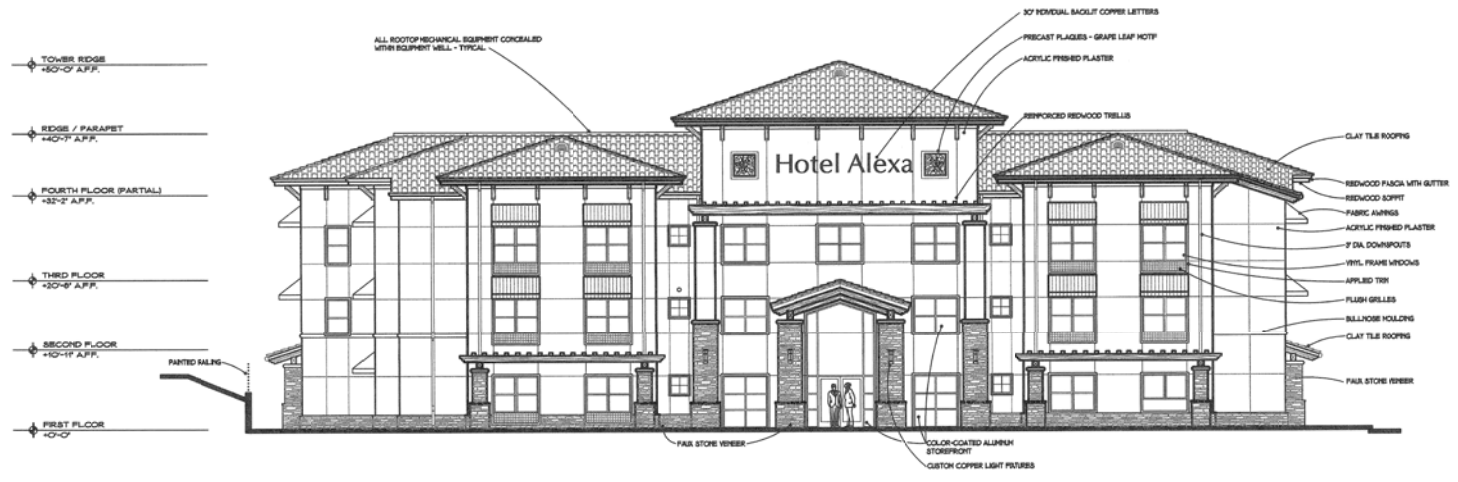 30" INDIVIDUAL BACKLIT COPPER LETTERS
PRECAST PLAQUES - GRAPE LEAF MOTIF
ACRYLIC FINISHED PLASTER
ALL ROOTOP MECHANICAL EQUIPMENT CONCEALED
WITHIN EQUIPMENT WELL - TYPICAL
REINFORCED REDWOOD TRELLIS
TOWER RIDGE
+50'-0" A.F.F.
RIDGE / PARAPET
+40'-7" A.F.F.
FOURTH FLOOR (PARTIAL)
+32'-2" A.F.F.
THIRD FLOOR
+20'-6" A.F.F.
SECOND FLOOR
+10'-11" A.F.F.
FIRST FLOOR
+0'-0"
PAINTED RAILING
Hotel Alexa
CLAY TILE ROOFING
REDWOOD FASCIA WITH GUTTER
REDWOOD SOFFIT
FABRIC AWNINGS
ACRYLIC FINISHED PLASTER
3" DIA. DOWNSPOUTS
VINYL FRAME WINDOWS
APPLIED TRIM
FLUSH GRILLES
BULLNOSE MOULDING
CLAY TILE ROOFING
FAUX STONE VENEER
FAUX STONE VENEER
COLOR-COATED ALUMINUM
STOREFRONT
CUSTOM COPPER LIGHT FIXTURES